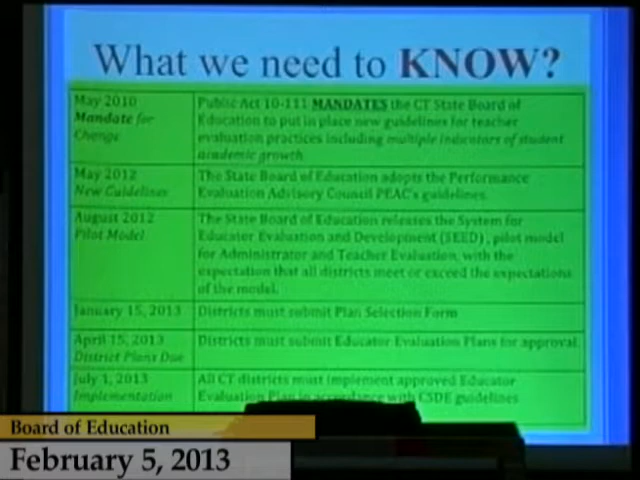 What we need to KNOW?
May 2010
Mandate for
Change
Public Act 10-111 MANDATES the CT State Board of
Education to put in place new guidelines for teacher
evaluation practices including multiple indicators of student
academic growth
May 2012
New Guidelines
The State Board of Education adopts the Performance
Evaluation Advisory Council PEAC's guidelines.
August 2012
Pilot Model
The State Board of Education releases the System for
Educator Evaluation and Development (SEED), pilot model
for Administrator and Teacher Evaluation, with the
expectation that all districts meet or exceed the expectations
of the model.
January 15, 2013
Districts must submit Plan Selection Form
April 15, 2013
District Plans Due
Districts must submit Educator Evaluation Plans for approval
July 1, 2013
Implementation
All CT districts must implement approved Educator
Evaluation Plan in accordance with CSDE guidelines
Board of Education
February 5, 2013